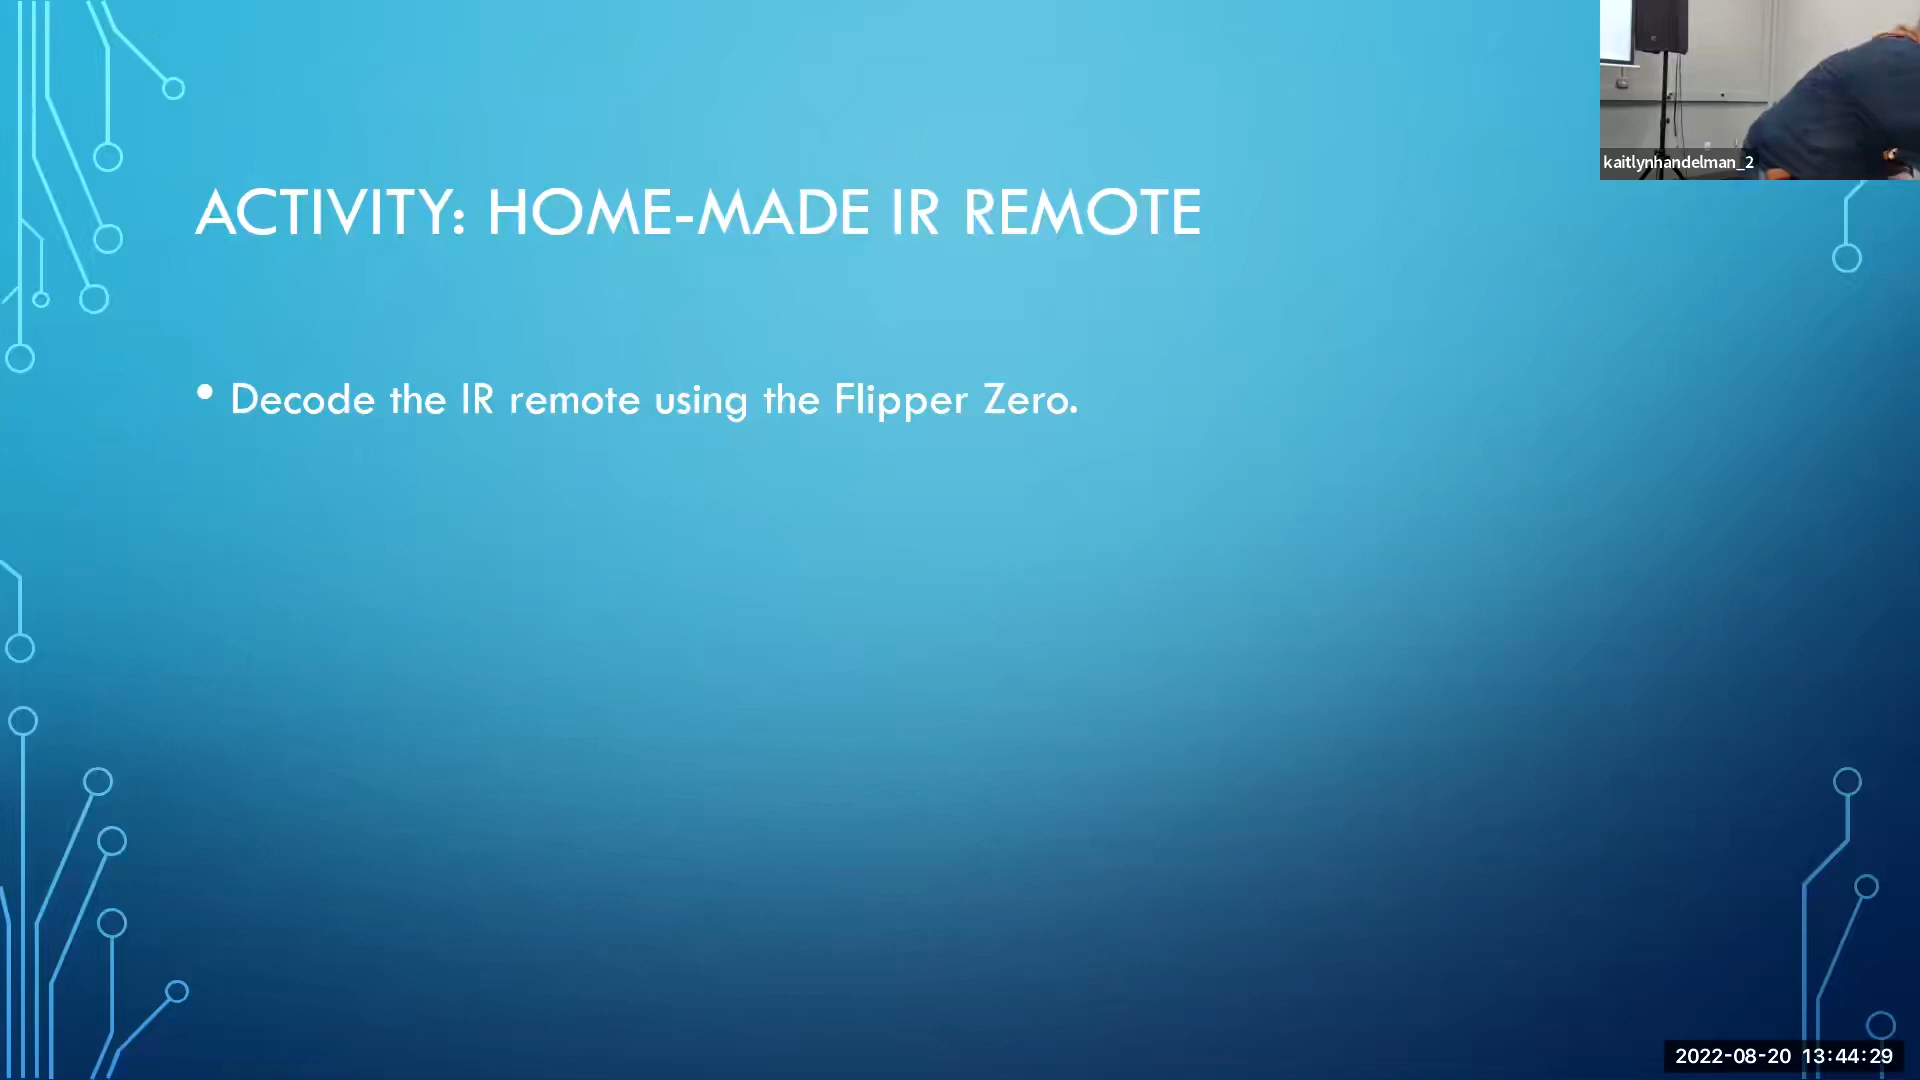 kaitlynhandelman_2
ACTIVITY: HOME-MADE IR REMOTE
• Decode the IR remote using the Flipper Zero.
2022-08-20 13:44:29